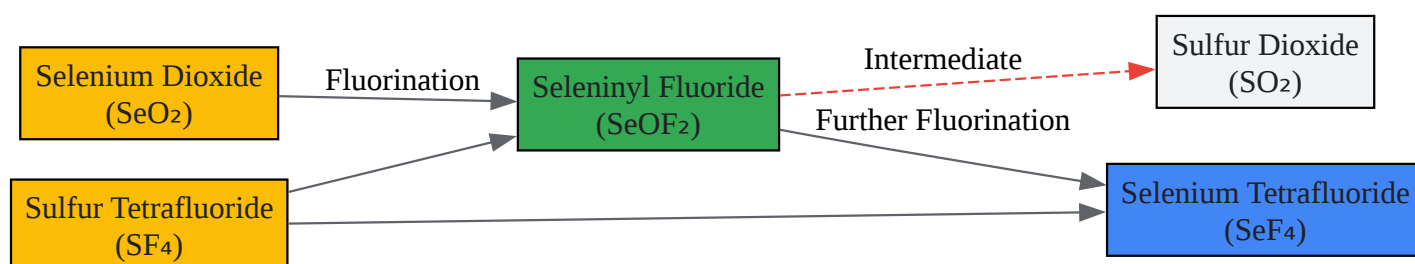 Selenium Dioxide
(SeO₂)
Fluorination
Seleninyl Fluoride
(SeOF₂)
Intermediate
Sulfur Dioxide
(SO₂)
Further Fluorination
Sulfur Tetrafluoride
(SF₄)
Selenium Tetrafluoride
(SeF₄)